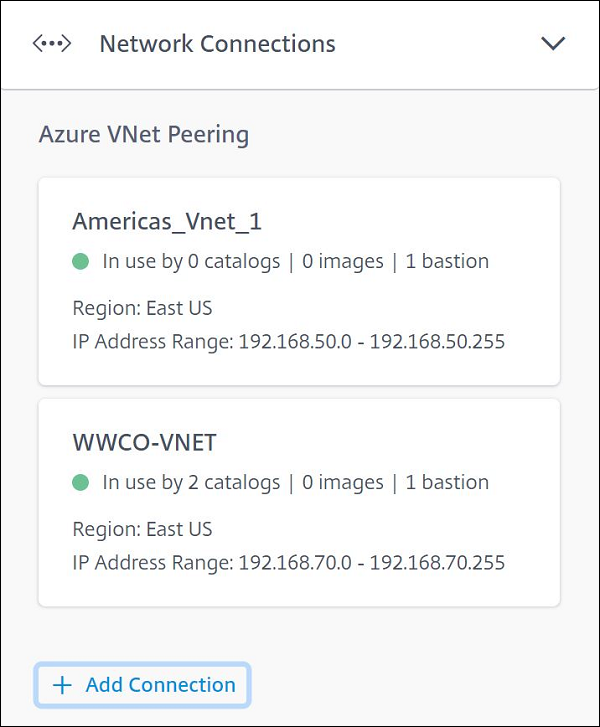 Network Connections
Azure VNet Peering
Americas_Vnet_1
In use by 0 catalogs | 0 images | 1 bastion
Region: East US
IP Address Range: 192.168.50.0 - 192.168.50.255
WWCO-VNET
In use by 2 catalogs | 0 images | 1 bastion
Region: East US
IP Address Range: 192.168.70.0 - 192.168.70.255
+ Add Connection